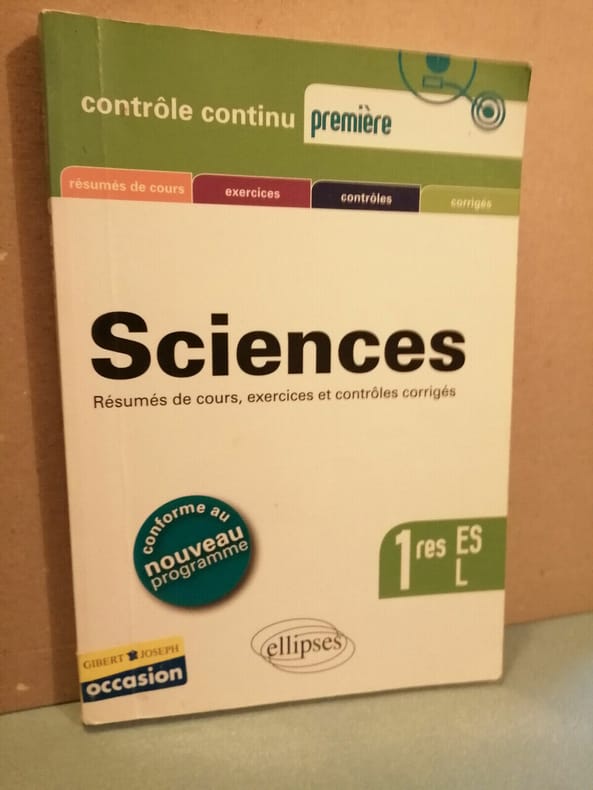 contrôle continu première
résumés de cours exercices contrôles corrigés
Sciences
Résumés de cours, exercices et contrôles corrigés
conforme au
nouveau
programme
1res ES
L
ellipses
GIBERT JOSEPH
occasion